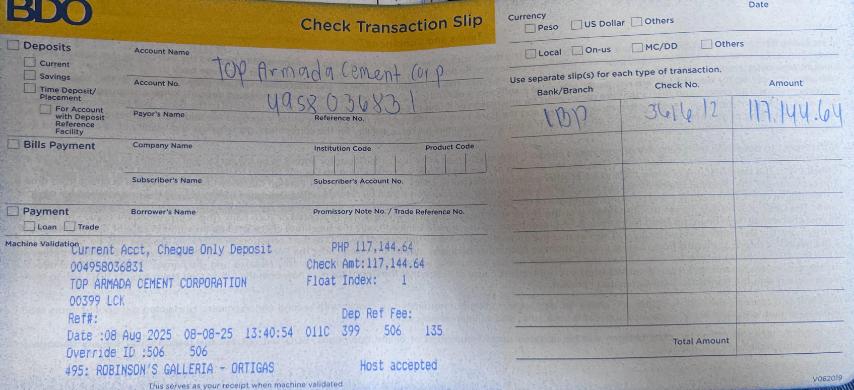 BDO
Check Transaction Slip
Deposits
Current
Savings
Time Deposit/
Placement
For Account
with Deposit
Reference
Facility
Account Name
Top Armada Cement Corp
Account No.
4958036831
Payor's Name
Reference No.
Bills Payment
Company Name
Institution Code
Product Code
Subscriber's Name
Subscriber's Account No.
Payment
Loan
Trade
Borrower's Name
Promissory Note No. / Trade Reference No.
Machine Validation
Current Acct, Cheque Only Deposit PHP 117,144.64
004958036831 Check Amt:117,144.64
TOP ARMADA CEMENT CORPORATION Float Index: 1
00399 LCK
Ref#: Dep Ref Fee:
Date :08 Aug 2025 08-08-25 13:40:54 011C 399 506 135
Override ID :506 506
495: ROBINSON'S GALLERIA - ORTIGAS Host accepted
This serves as your receipt when machine validated
Currency
Date
Peso
US Dollar
Others
Local
On-us
MC/DD
Others
Use separate slip(s) for each type of transaction.
Bank/Branch Check No. Amount
117,144.64
Total Amount
V062019